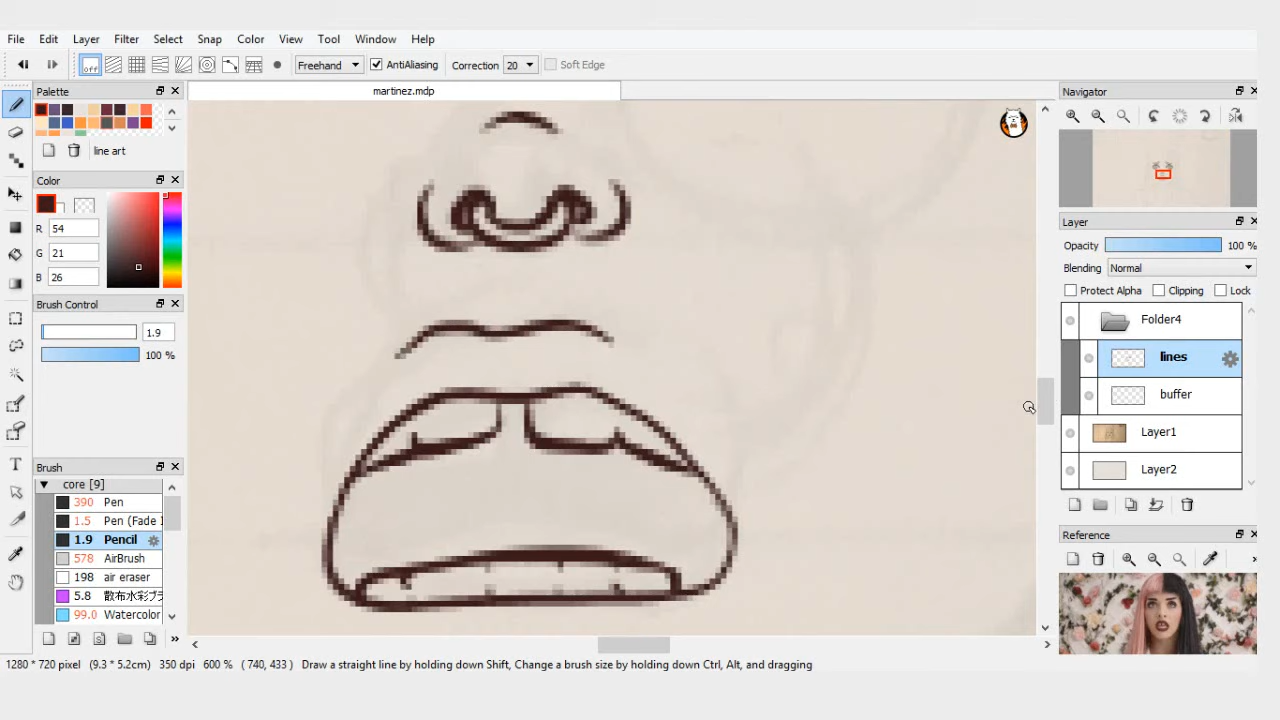 File Edit Layer Filter Select Snap Color View Tool Window Help
off Freehand AntiAliasing Correction 20 Soft Edge
Palette
martinez.mdp
Navigator
line art
Color
R 54
G 21
B 26
Layer
Opacity 100 %
Blending Normal
Protect Alpha Clipping Lock
Brush Control
1.9
100 %
Folder4
lines
buffer
Layer1
Layer2
Brush
core [9]
390 Pen
1.5 Pen (Fade
1.9 Pencil
578 AirBrush
198 air eraser
5.8 散布水彩
99.0 Watercolor
Reference
1280 * 720 pixel (9.3 * 5.2cm) 350 dpi 600 % ( 740, 433 ) Draw a straight line by holding down Shift, Change a brush size by holding down Ctrl, Alt, and dragging